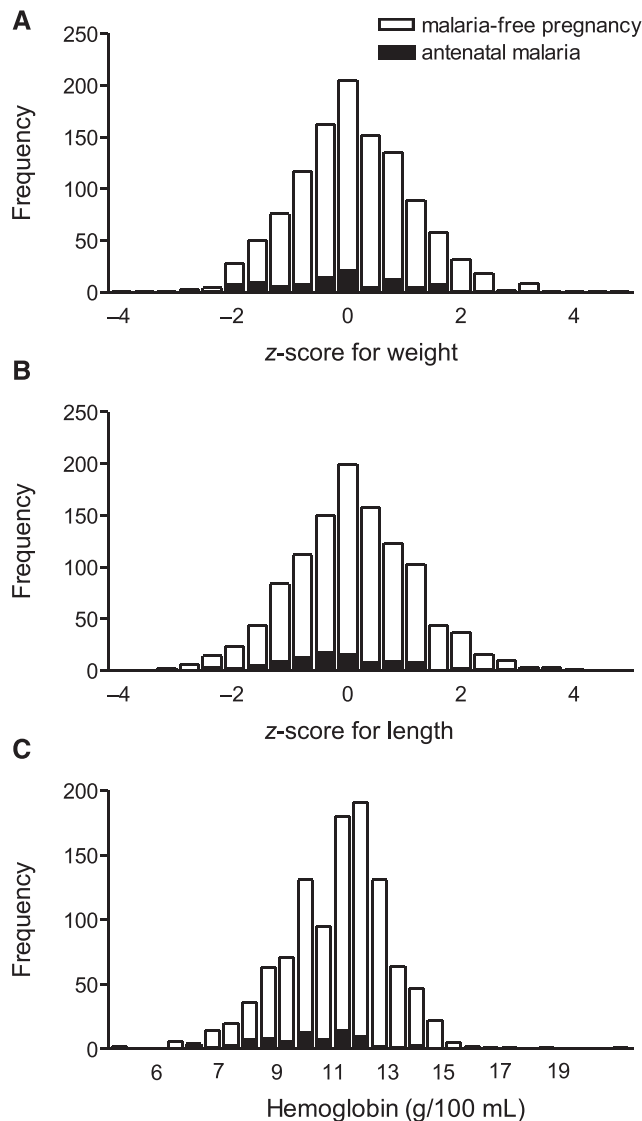 A
malaria-free pregnancy
antenatal malaria
250
200
150
100
50
0
Frequency
–4 –2 0 2 4
z-score for weight
B
250
200
150
100
50
0
Frequency
–4 –2 0 2 4
z-score for length
C
200
150
100
50
0
Frequency
6 7 9 11 13 15 17 19
Hemoglobin (g/100 mL)